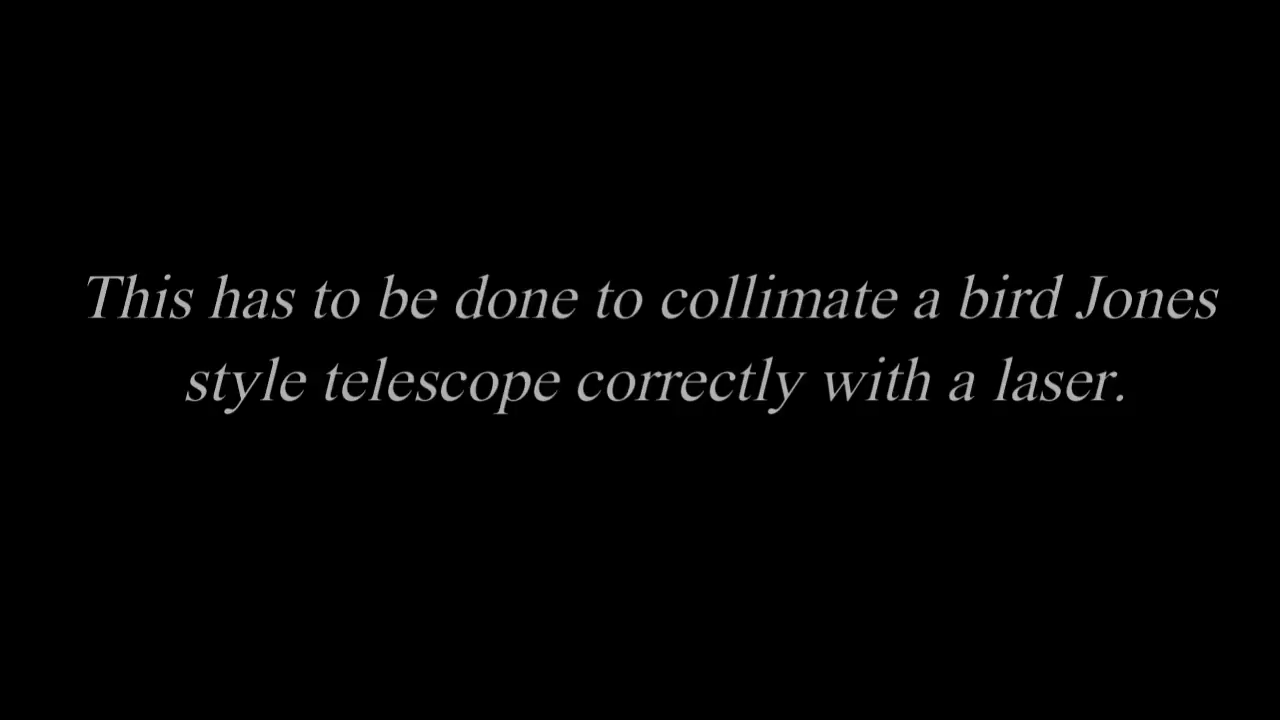 This has to be done to collimate a bird Jones
style telescope correctly with a laser.